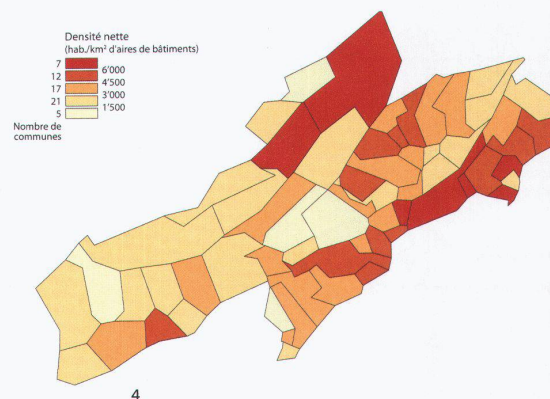 Densité nette
(hab./km² d'aires de bâtiments)
7
6'000
12
4'500
17
3'000
21
1'500
5
Nombre de
communes
4